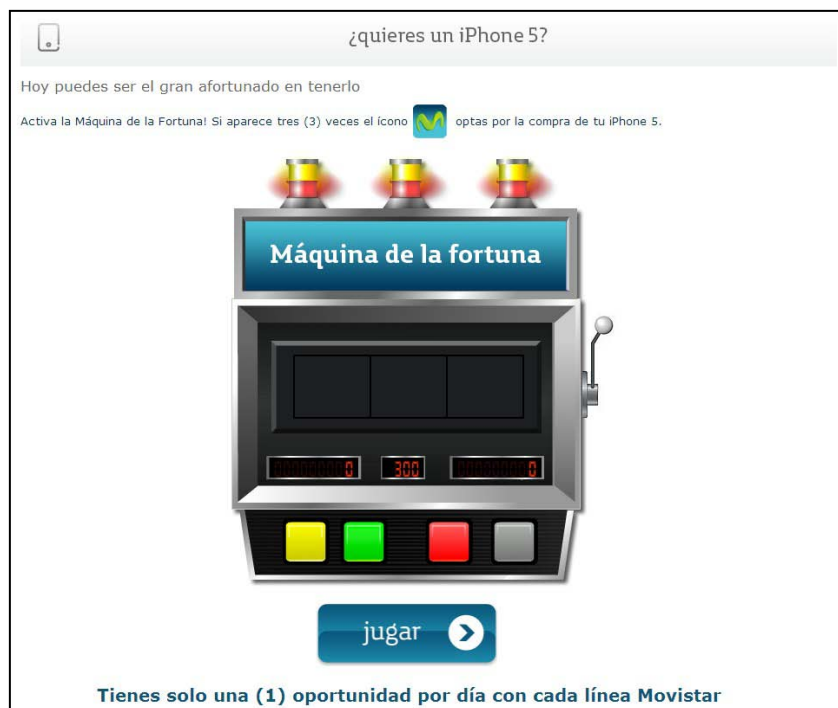 ¿quieres un iPhone 5?
Hoy puedes ser el gran afortunado en tenerlo
Activa la Máquina de la Fortuna! Si aparece tres (3) veces el ícono optas por la compra de tu iPhone 5.
Máquina de la fortuna
0 300 0
jugar
Tienes solo una (1) oportunidad por día con cada línea Movistar